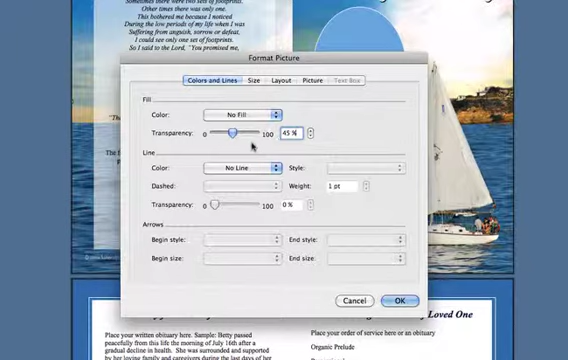 Sometimes there were two sets of footprints.
Other times there was only one.
This bothered me because I noticed
During the low periods of my life when I was
Suffering from anguish, sorrow or defeat,
I could see only one set of footprints.
So I said to the Lord, "You promised me,
Format Picture
Colors and Lines Size Layout Picture Text Box
Fill
Color: No Fill
Transparency: 0 100 45 %
Line
Color: No Line Style:
Dashed: Weight: 1 pt
Transparency: 0 100 0 %
Arrows
Begin style: End style:
Begin size: End size:
Cancel OK
Loved One
Place your written obituary here. Sample: Betty passed
peacefully from this life the morning of July 16th after a
gradual decline in health. She was surrounded and supported
by her loving family and caregivers during these last days
Place your order of service here or an obituary
Organic Prelude